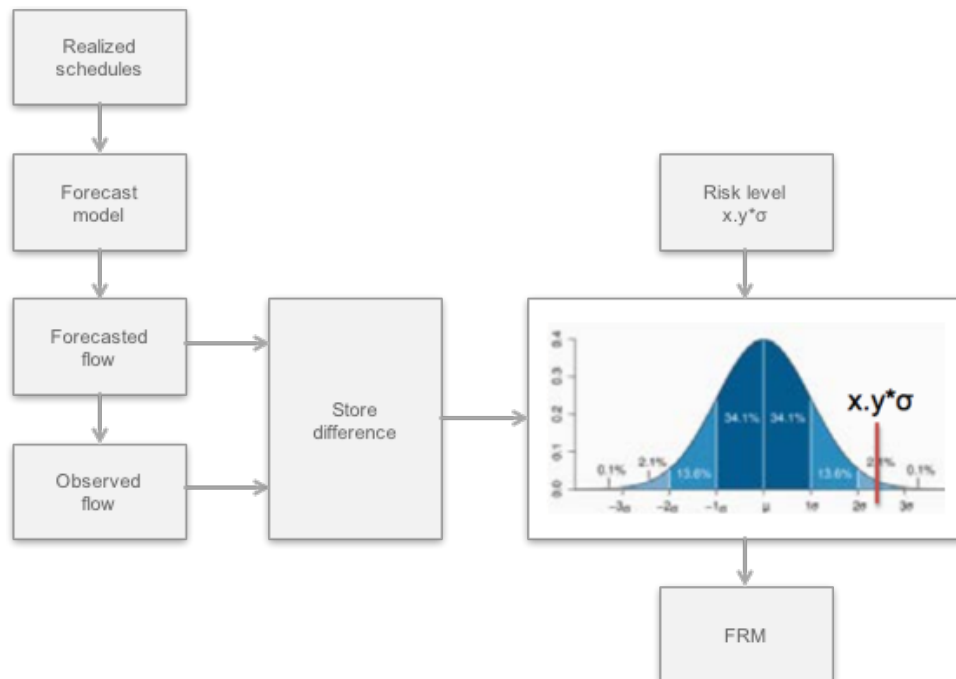 Realized
schedules
Forecast
model
Risk level
x.y*σ
Forecasted
flow
Store
difference
Observed
flow
0.4
0.3
0.2
0.1
0.0
x.y*σ
34.1% 34.1%
0.1% 2.1% 13.6% 13.6% 2.1% 0.1%
−3σ −2σ −1σ μ 1σ 2σ 3σ
FRM